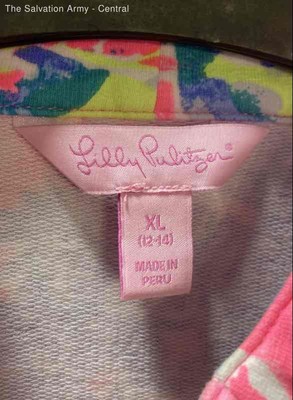 The Salvation Army - Central
Lilly Pulitzer®
XL
(12-14)
MADE IN
PERU